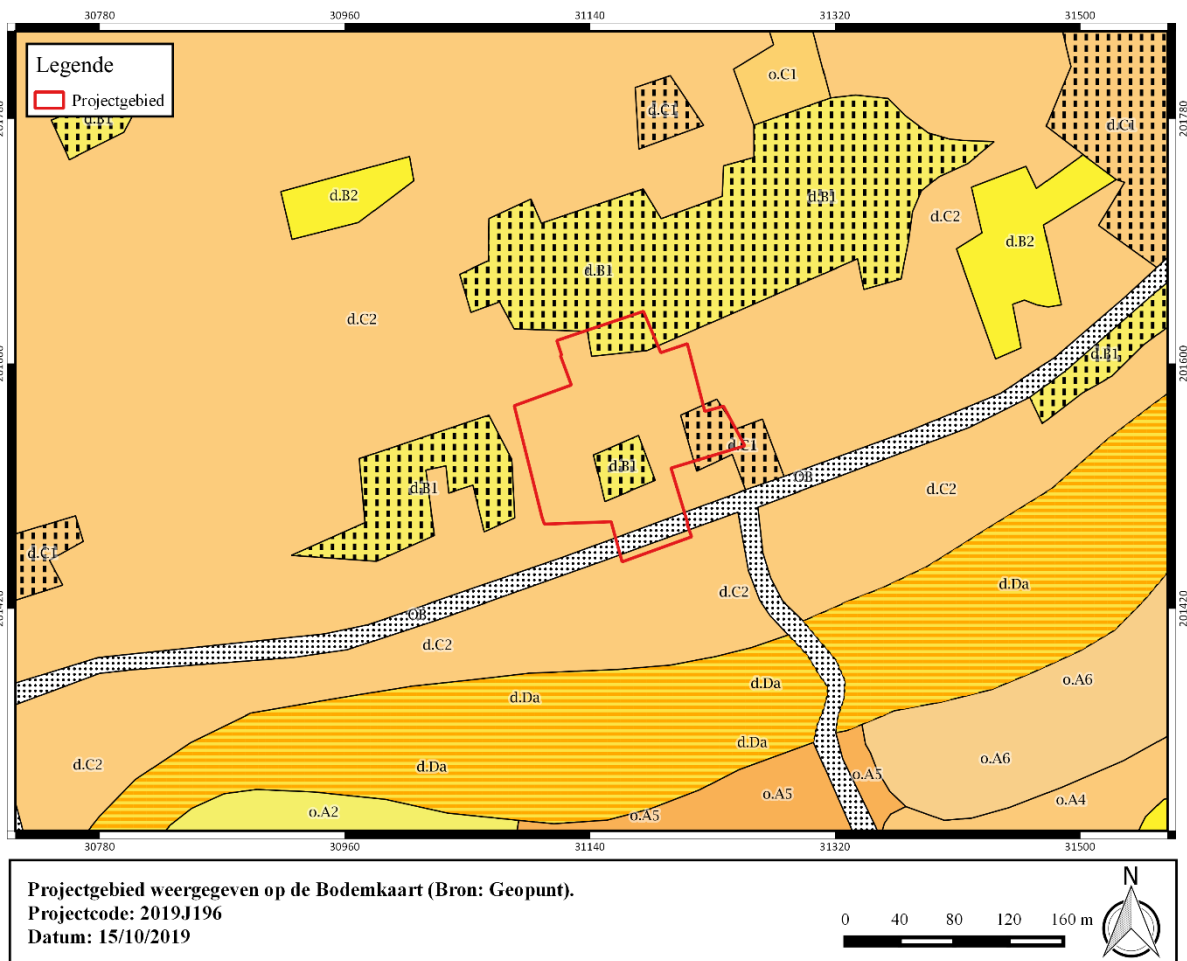 30780 30960 31140 31320 31500
Legende
Projectgebied
o.C1
d.C1
d.C1
d.B1
201780
d.B2
d.B1
d.C2
d.B2
d.B1
d.C2
d.B1
201600
d.C1
d.B1
OB
d.B1
d.C2
d.C1
d.Da
d.C2
201420
OB
d.C2
o.A6
d.Da
d.Da
d.Da
d.C2
d.Da
o.A6
o.A5
o.A5
o.A4
o.A2
o.A5
30780 30960 31140 31320 31500
Projectgebied weergegeven op de Bodemkaart (Bron: Geopunt).
Projectcode: 2019J196
Datum: 15/10/2019
N
0 40 80 120 160 m